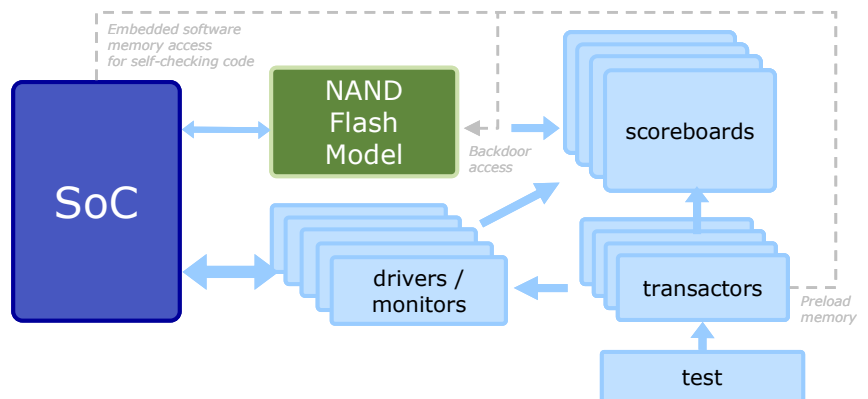 Embedded software
memory access
for self-checking code
NAND
Flash
Model
SoC
scoreboards
Backdoor
access
drivers /
monitors
transactors
Preload
memory
test